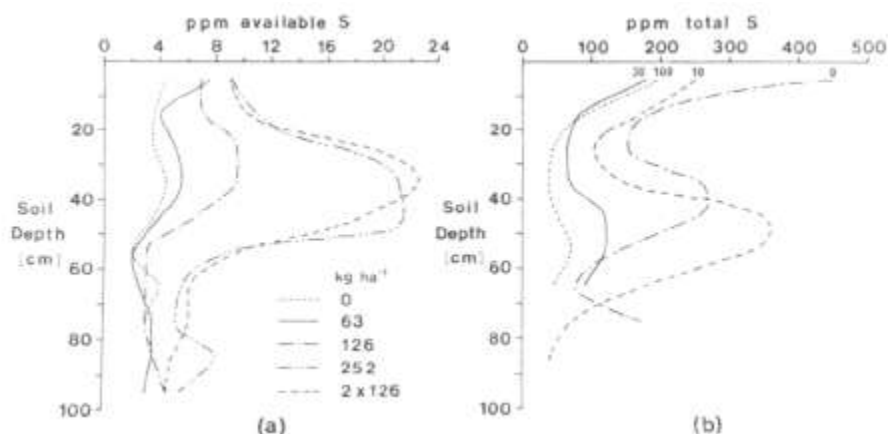 ppm available S
0 4 8 12 16 20 24
20
40
60
80
100
Soil
Depth
[cm]
kg ha⁻¹
0
63
126
252
2 x 126
(a)
ppm total S
0 100 200 300 400 500
30 100 10 0
20
40
60
80
100
Soil
Depth
[cm]
(b)